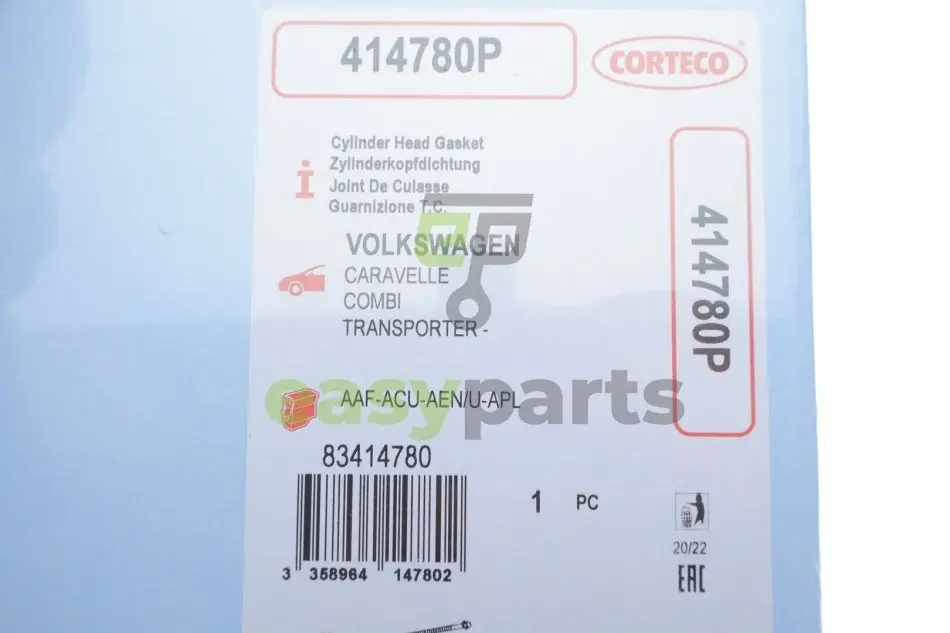 414780P
CORTECO®
Cylinder Head Gasket
Zylinderkopfdichtung
Joint De Culasse
Guarnizione T.C.
414780P
VOLKSWAGEN
CARAVELLE
COMBI
TRANSPORTER -
easyparts
AAF-ACU-AEN/U-APL
83414780
1 PC
3 358964 147802
20/22
EAC